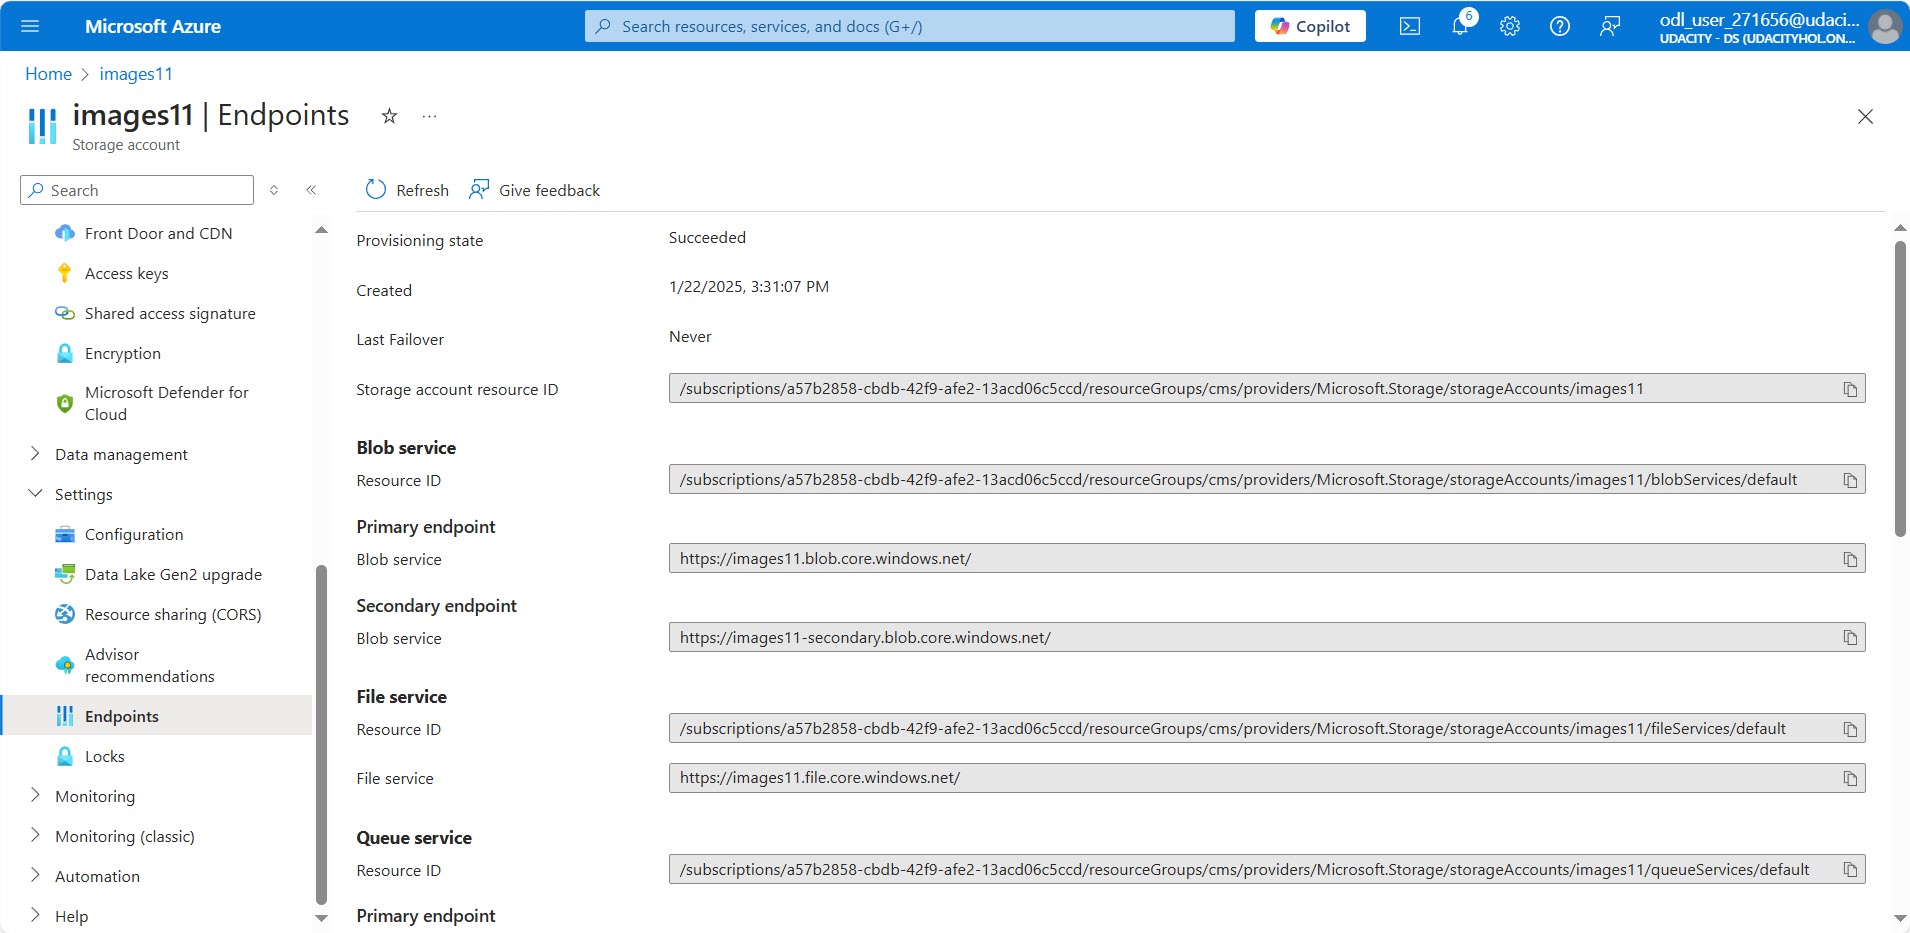 Microsoft Azure
Search resources, services, and docs (G+/)
Copilot
6
odl_user_271656@udaci...
UDACITY - DS (UDACITYHOL.ON...
Home > images11
images11 | Endpoints
...
Storage account
Search
Refresh
Give feedback
Front Door and CDN
Access keys
Shared access signature
Encryption
Microsoft Defender for
Cloud
Data management
Settings
Configuration
Data Lake Gen2 upgrade
Resource sharing (CORS)
Advisor
recommendations
Endpoints
Locks
Monitoring
Monitoring (classic)
Automation
Help
Provisioning state
Succeeded
Created
1/22/2025, 3:31:07 PM
Last Failover
Never
Storage account resource ID
/subscriptions/a57b2858-cbdb-42f9-afe2-13acd06c5ccd/resourceGroups/cms/providers/Microsoft.Storage/storageAccounts/images11
Blob service
Resource ID
/subscriptions/a57b2858-cbdb-42f9-afe2-13acd06c5ccd/resourceGroups/cms/providers/Microsoft.Storage/storageAccounts/images11/blobServices/default
Primary endpoint
Blob service
https://images11.blob.core.windows.net/
Secondary endpoint
Blob service
https://images11-secondary.blob.core.windows.net/
File service
Resource ID
/subscriptions/a57b2858-cbdb-42f9-afe2-13acd06c5ccd/resourceGroups/cms/providers/Microsoft.Storage/storageAccounts/images11/fileServices/default
File service
https://images11.file.core.windows.net/
Queue service
Resource ID
/subscriptions/a57b2858-cbdb-42f9-afe2-13acd06c5ccd/resourceGroups/cms/providers/Microsoft.Storage/storageAccounts/images11/queueServices/default
Primary endpoint